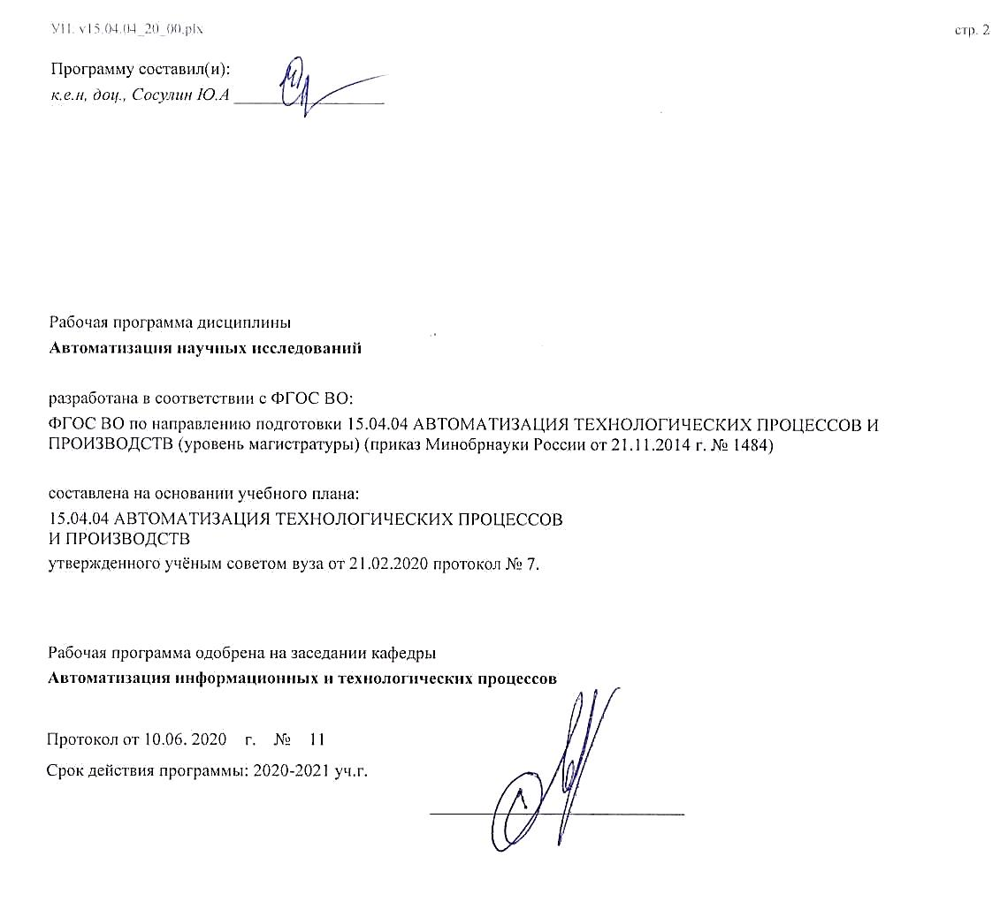 УП: v15.04.04_20_00.plx
стр. 2
Программу составил(и):
к.е.н, доц., Сосулин Ю.А
Рабочая программа дисциплины
Автоматизация научных исследований
разработана в соответствии с ФГОС ВО:
ФГОС ВО по направлению подготовки 15.04.04 АВТОМАТИЗАЦИЯ ТЕХНОЛОГИЧЕСКИХ ПРОЦЕССОВ И
ПРОИЗВОДСТВ (уровень магистратуры) (приказ Минобрнауки России от 21.11.2014 г. № 1484)
составлена на основании учебного плана:
15.04.04 АВТОМАТИЗАЦИЯ ТЕХНОЛОГИЧЕСКИХ ПРОЦЕССОВ
И ПРОИЗВОДСТВ
утвержденного учёным советом вуза от 21.02.2020 протокол № 7.
Рабочая программа одобрена на заседании кафедры
Автоматизация информационных и технологических процессов
Протокол от 10.06. 2020 г. № 11
Срок действия программы: 2020-2021 уч.г.